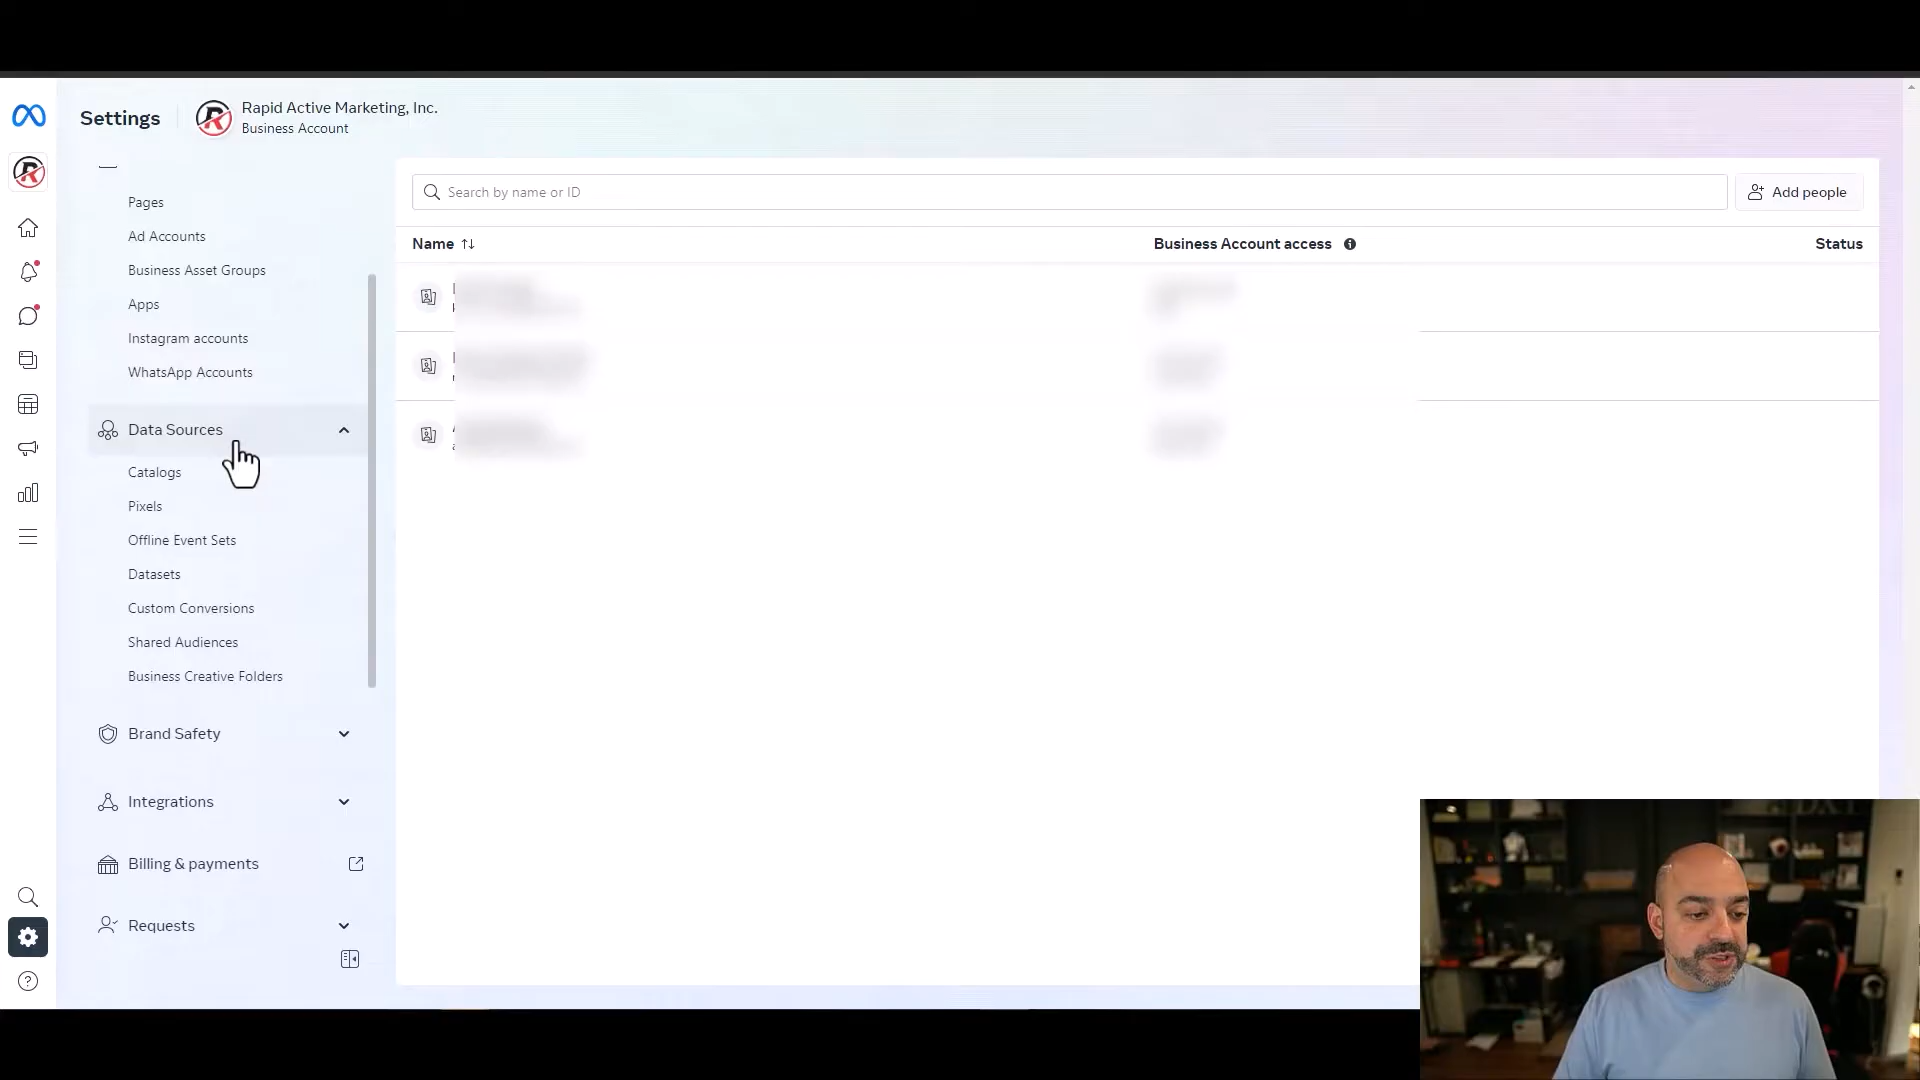 Settings
Rapid Active Marketing, Inc.
Business Account
Pages
Ad Accounts
Business Asset Groups
Apps
Instagram accounts
WhatsApp Accounts
Data Sources
Catalogs
Pixels
Offline Event Sets
Datasets
Custom Conversions
Shared Audiences
Business Creative Folders
Brand Safety
Integrations
Billing & payments
Requests
Search by name or ID
Add people
Name
Business Account access
Status